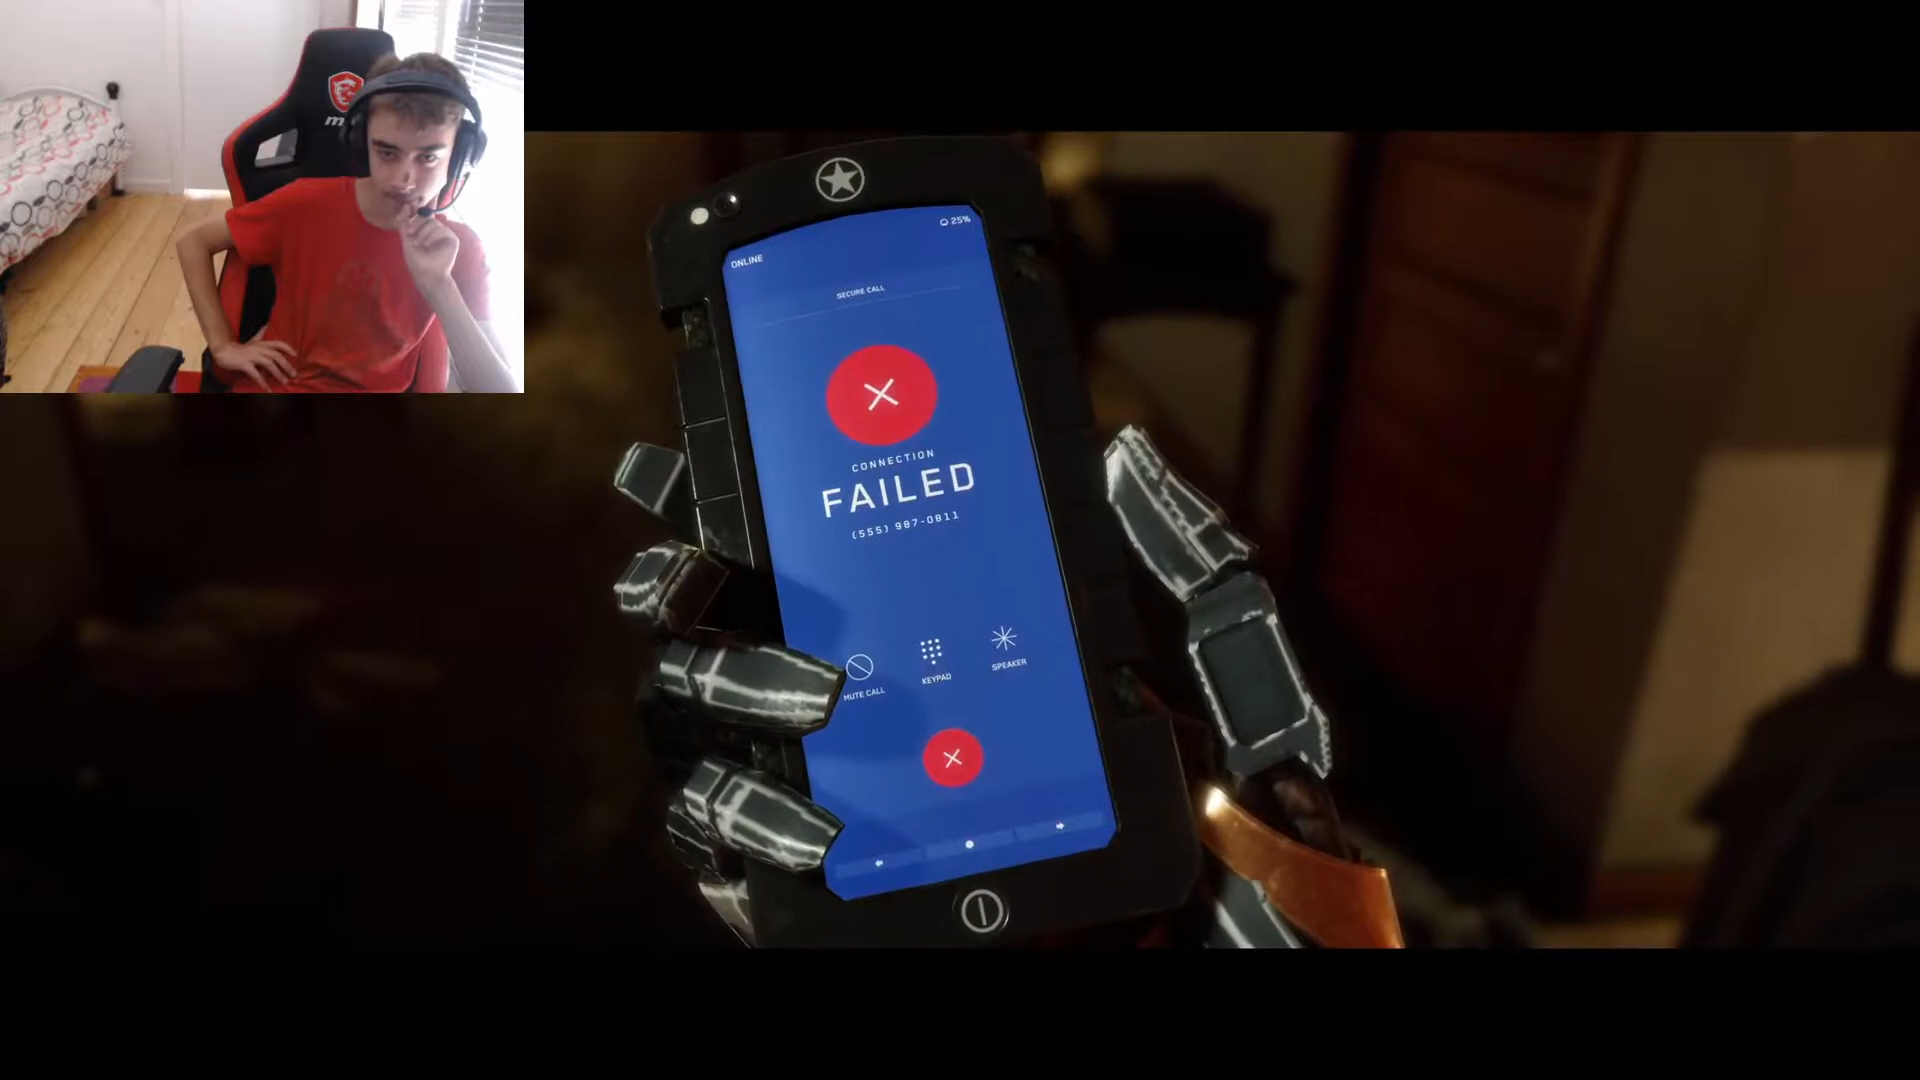 m
ONLINE
25%
SECURE CALL
CONNECTION
FAILED
(555) 987-0811
MUTE CALL
KEYPAD
SPEAKER